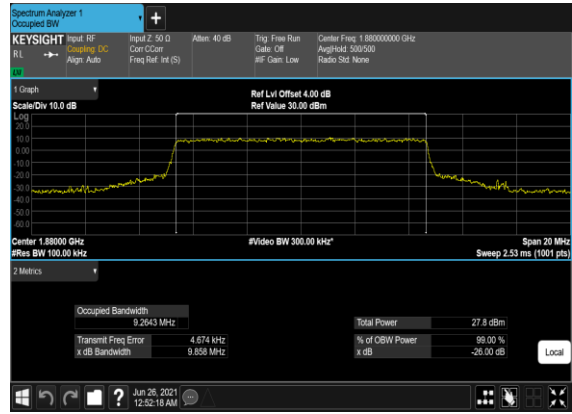 Spectrum Analyzer 1
Occupied BW
KEYSIGHT Input: RF Input Z: 50 Ω Atten: 40 dB Trig: Free Run Center Freq: 1.880000000 GHz
RL Coupling: DC Corr CCorr Gate: Off Avg|Hold: 500/500
Align: Auto Freq Ref: Int (S) #IF Gain: Low Radio Std: None
LW
1 Graph Ref Lvl Offset 4.00 dB
Scale/Div 10.0 dB Ref Value 30.00 dBm
Log
20.0
10.0
0.00
-10.0
-20.0
-30.0
-40.0
-50.0
-60.0
Center 1.88000 GHz #Video BW 300.00 kHz* Span 20 MHz
#Res BW 100.00 kHz Sweep 2.53 ms (1001 pts)
2 Metrics
Occupied Bandwidth
9.2643 MHz Total Power 27.8 dBm
Transmit Freq Error 4.674 kHz % of OBW Power 99.00 %
x dB Bandwidth 9.858 MHz x dB -26.00 dB
Local
Jun 26, 2021
12:52:18 AM